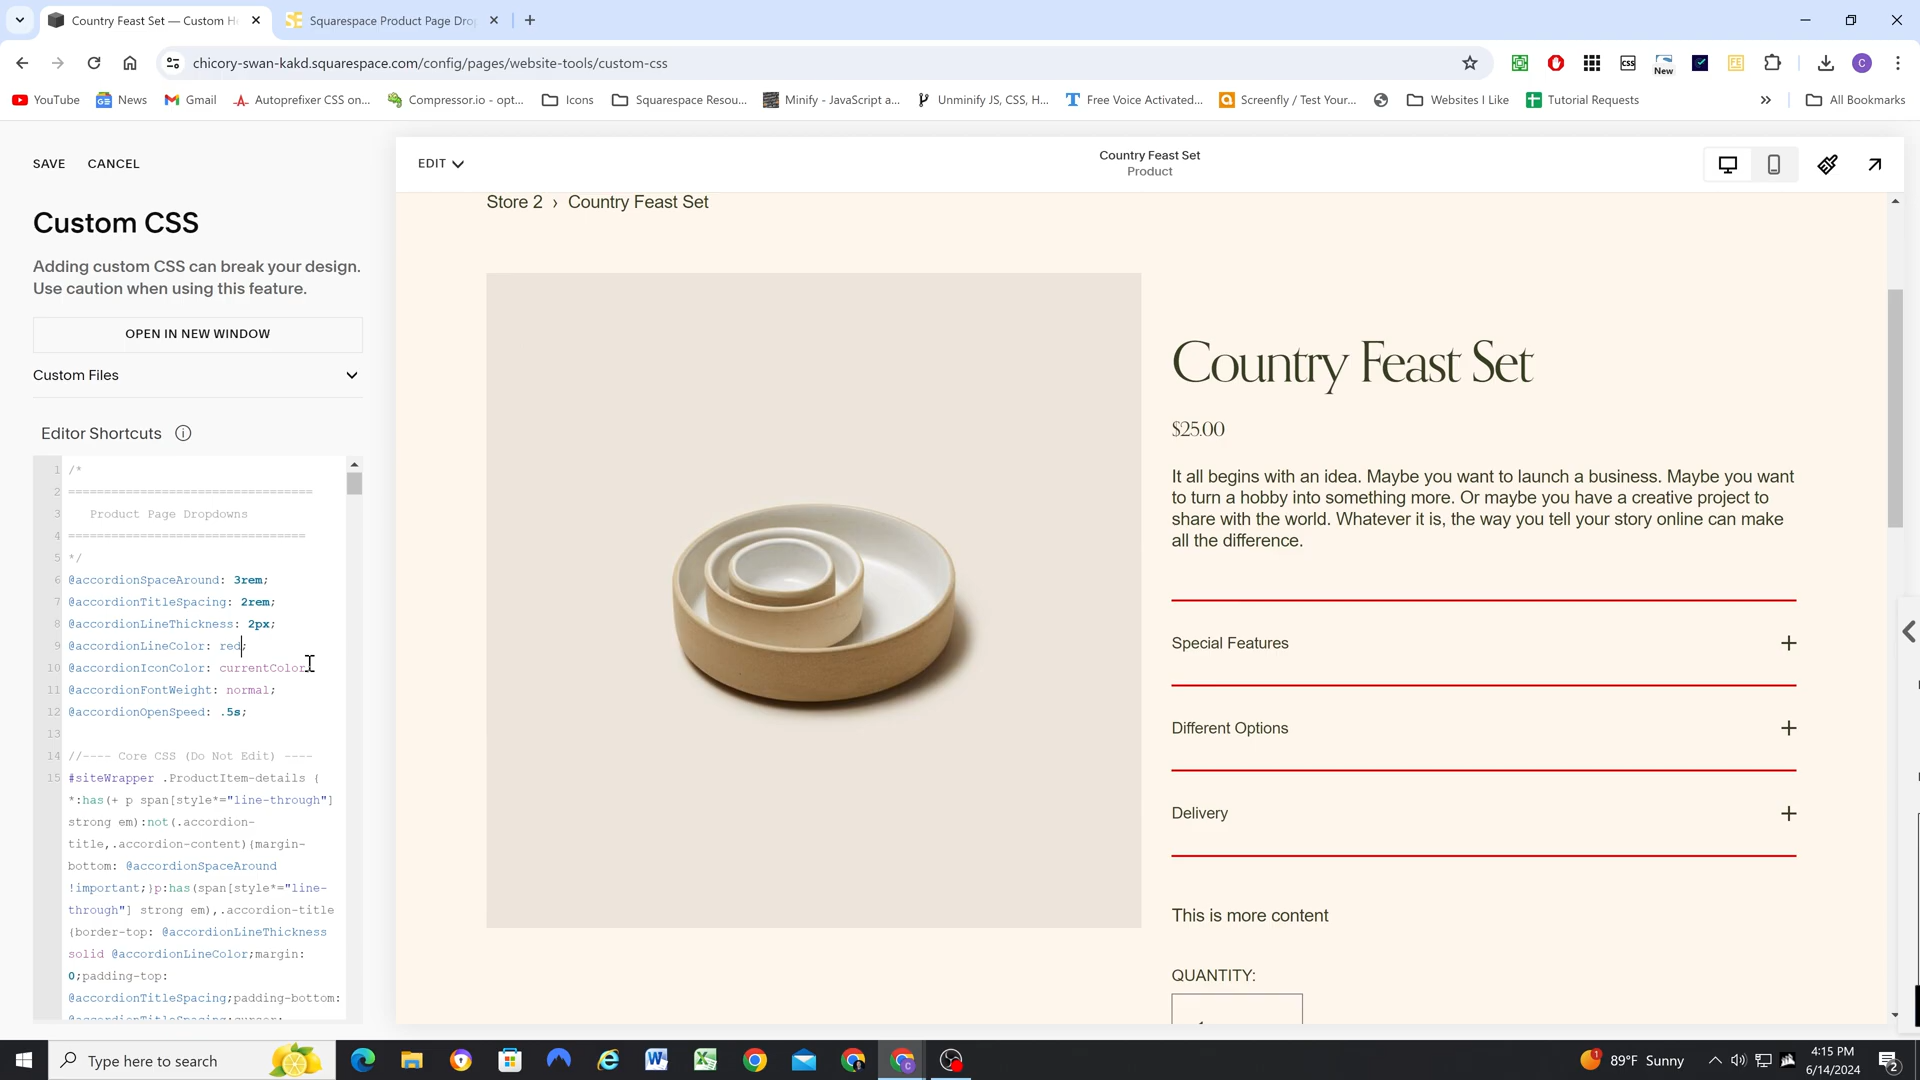 Country Feast Set — Custom H
Squarespace Product Page Dro
chicory-swan-kakd.squarespace.com/config/pages/website-tools/custom-css
css
New
FE
C
YouTube
News
Gmail
Autoprefixer CSS on...
Compressor.io - opt...
Icons
Squarespace Resou...
Minify - JavaScript a...
Unminify JS, CSS, H...
Free Voice Activated...
Screenfly / Test Your...
Websites I Like
Tutorial Requests
All Bookmarks
SAVE CANCEL
Custom CSS
Adding custom CSS can break your design.
Use caution when using this feature.
OPEN IN NEW WINDOW
Custom Files
Editor Shortcuts
1 /*
2 ==================================
3 Product Page Dropdowns
4 =================================
5 */
6 @accordionSpaceAround: 3rem;
7 @accordionTitleSpacing: 2rem;
8 @accordionLineThickness: 2px;
9 @accordionLineColor: red;
10 @accordionIconColor: currentColor
11 @accordionFontWeight: normal;
12 @accordionOpenSpeed: .5s;
13
14 //---- Core CSS (Do Not Edit) ----
15 #siteWrapper .ProductItem-details {
*:has(+ p span[style*="line-through"]
strong em):not(.accordion-
title,.accordion-content){margin-
bottom: @accordionSpaceAround
!important;}p:has(span[style*="line-
through"] strong em),.accordion-title
{border-top: @accordionLineThickness
solid @accordionLineColor;margin:
0;padding-top:
@accordionTitleSpacing;padding-bottom:
@accordionTitleSpacing;cursor:
EDIT
Country Feast Set
Product
Store 2 › Country Feast Set
Country Feast Set
$25.00
It all begins with an idea. Maybe you want to launch a business. Maybe you want
to turn a hobby into something more. Or maybe you have a creative project to
share with the world. Whatever it is, the way you tell your story online can make
all the difference.
Special Features +
Different Options +
Delivery +
This is more content
QUANTITY:
Type here to search
89°F Sunny
4:15 PM
6/14/2024
2